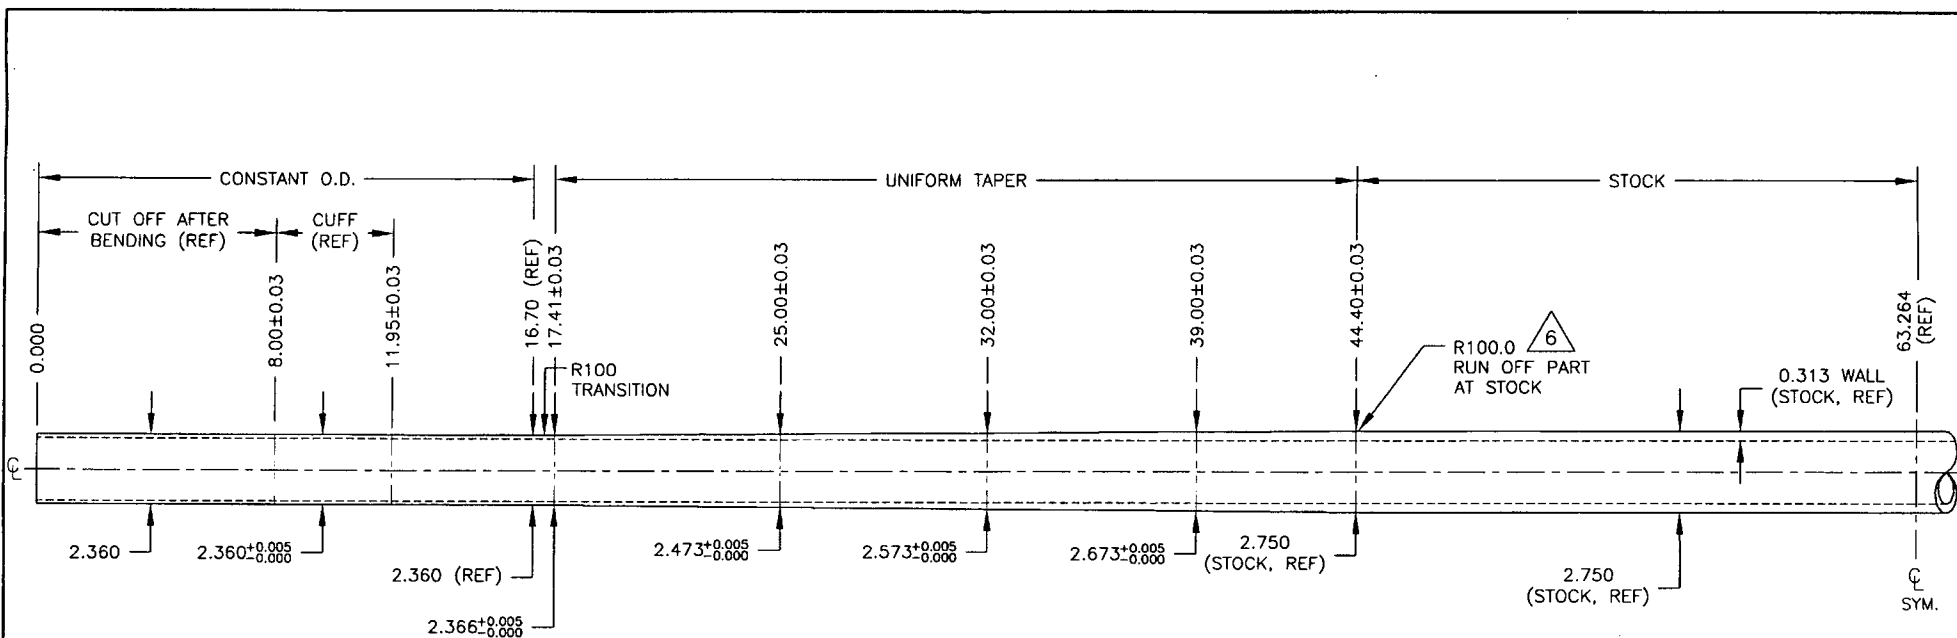 CONSTANT O.D.
UNIFORM TAPER
STOCK
CUT OFF AFTER
BENDING (REF)
CUFF
(REF)
0.000
8.00±0.03
11.95±0.03
16.70 (REF)
17.41±0.03
25.00±0.03
32.00±0.03
39.00±0.03
44.40±0.03
63.264
(REF)
R100
TRANSITION
R100.0
RUN OFF PART
AT STOCK
6
0.313 WALL
(STOCK, REF)
℄
2.360
2.360+0.005
-0.000
2.360 (REF)
2.366+0.005
-0.000
2.473+0.005
-0.000
2.573+0.005
-0.000
2.673+0.005
-0.000
2.750
(STOCK, REF)
2.750
(STOCK, REF)
℄
SYM.